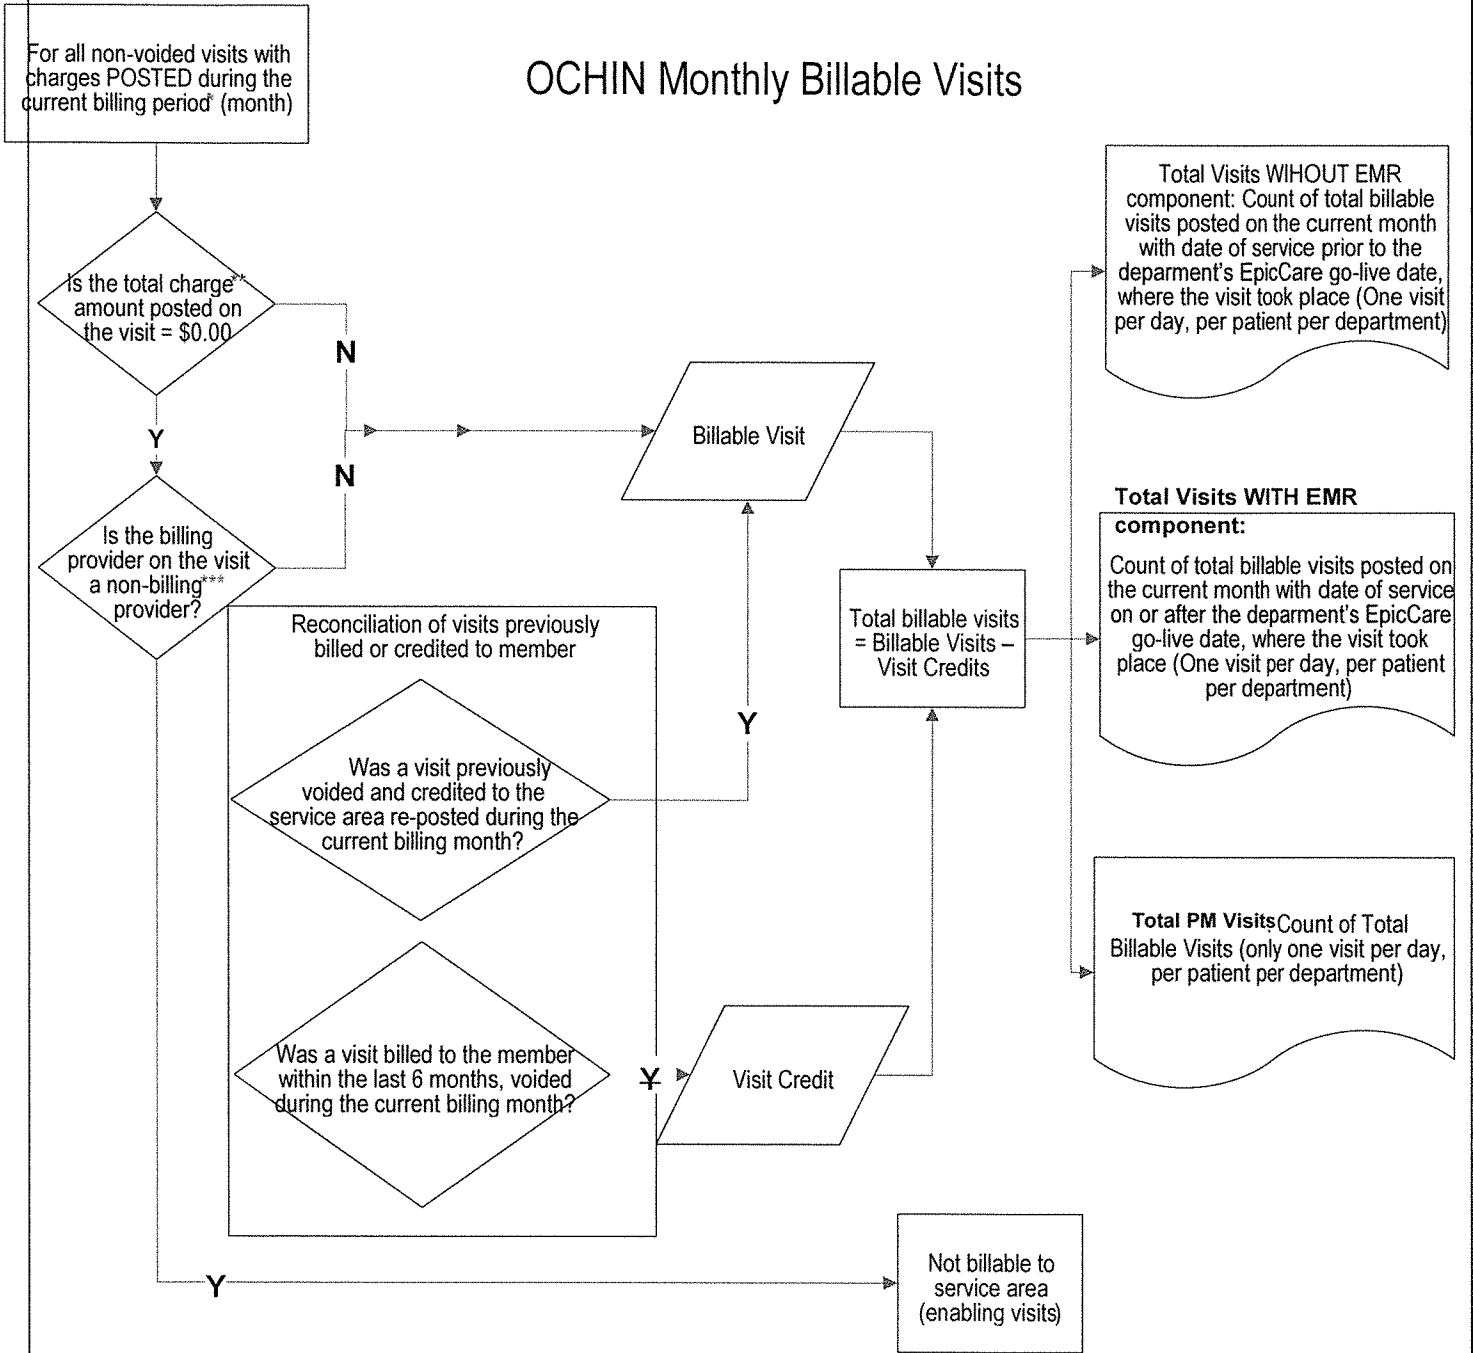 For all non-voided visits with
charges POSTED during the
current billing period* (month)
OCHIN Monthly Billable Visits
Is the total charge**
amount posted on
the visit = $0.00
N
Y
N
Is the billing
provider on the visit
a non-billing***
provider?
Billable Visit
Reconciliation of visits previously
billed or credited to member
Was a visit previously
voided and credited to the
service area re-posted during the
current billing month?
Y
Was a visit billed to the member
within the last 6 months, voided
during the current billing month?
Y
Visit Credit
Total billable visits
= Billable Visits –
Visit Credits
Total Visits WIHOUT EMR
component: Count of total billable
visits posted on the current month
with date of service prior to the
deparment's EpicCare go-live date,
where the visit took place (One visit
per day, per patient per department)
Total Visits WITH EMR
component:
Count of total billable visits posted on
the current month with date of service
on or after the deparment's EpicCare
go-live date, where the visit took
place (One visit per day, per patient
per department)
Total PM Visits: Count of Total
Billable Visits (only one visit per day,
per patient per department)
Y
Not billable to
service area
(enabling visits)